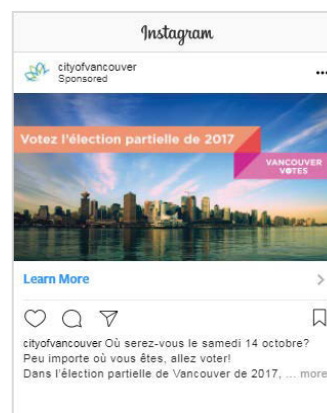 Instagram
cityofvancouver
Sponsored
Votez l'élection partielle de 2017
VANCOUVER
VOTES
Learn More
cityofvancouver Où serez-vous le samedi 14 octobre?
Peu importe où vous êtes, allez voter!
Dans l'élection partielle de Vancouver de 2017, ... more